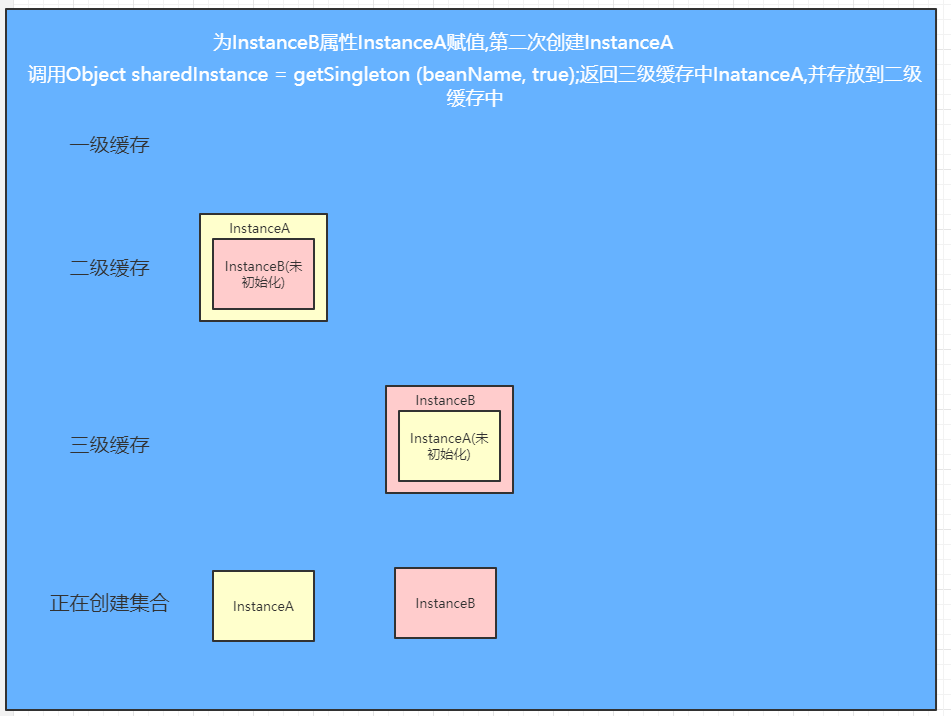 为InstanceB属性InstanceA赋值,第二次创建InstanceA
调用Object sharedInstance = getSingleton (beanName, true);返回三级缓存中InatanceA,并存放到二级
缓存中
一级缓存
InstanceA
二级缓存
InstanceB(未
初始化)
InstanceB
三级缓存
InstanceA(未
初始化)
正在创建集合
InstanceA
InstanceB